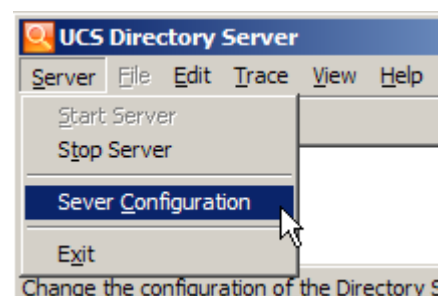 UCS Directory Server
Server File Edit Trace View Help
Start Server
Stop Server
Sever Configuration
Exit
Change the configuration of the Directory S